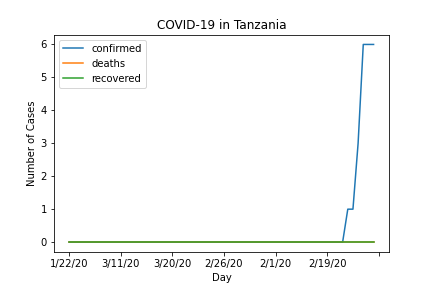 COVID-19 in Tanzania
confirmed
deaths
recovered
Number of Cases
6
5
4
3
2
1
0
1/22/20 3/11/20 3/20/20 2/26/20 2/1/20 2/19/20
Day